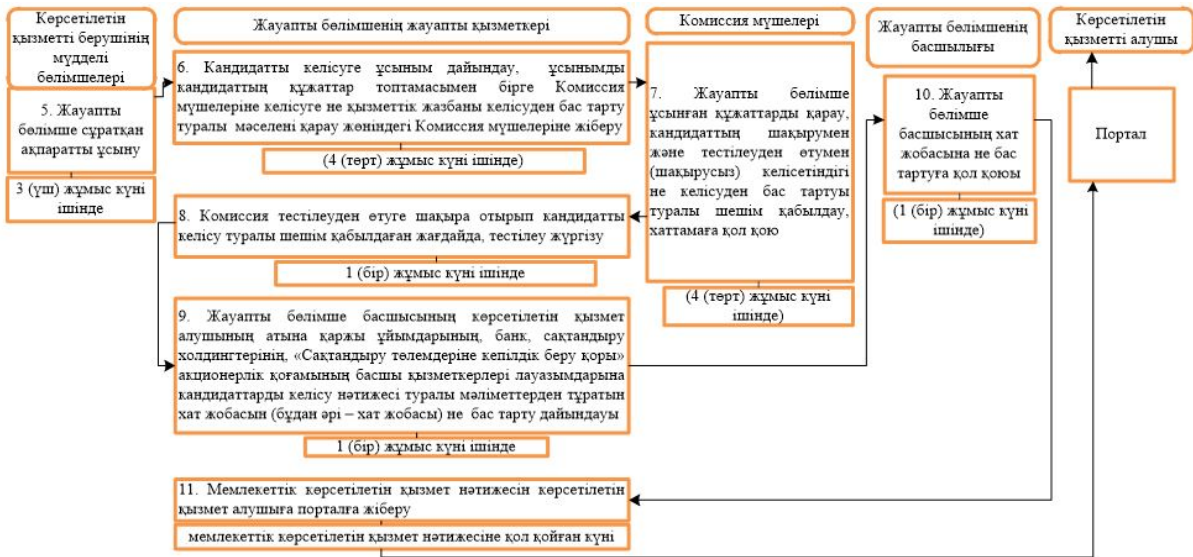 Көрсетілетін
қызметті берушінің
мүдделі
бөлімшелері
Жауапты бөлімшенің жауапты қызметкері
Комиссия мүшелері
Жауапты бөлімшенің
басшылығы
Көрсетілетін
қызметті алушы
5. Жауапты
бөлімше сұратқан
ақпаратты ұсыну
3 (үш) жұмыс күні
ішінде
6. Кандидатты келісуге ұсыным дайындау, ұсынымды
кандидаттың құжаттар топтамасымен бірге Комиссия
мүшелеріне келісуге не қызметтік жазбаны келісуден бас тарту
туралы мәселені қарау жөніндегі Комиссия мүшелеріне жіберу
(4 (төрт) жұмыс күні ішінде)
7. Жауапты бөлімше
ұсынған құжаттарды қарау,
кандидаттың шақырумен
және тестілеуден өтумен
(шақырусыз) келісетіндігі
не келісуден бас тартуы
туралы шешім қабылдау,
хаттамаға қол қою
(4 (төрт) жұмыс күні
ішінде)
8. Комиссия тестілеуден өтуге шақыра отырып кандидатты
келісу туралы шешім қабылдаған жағдайда, тестілеу жүргізу
1 (бір) жұмыс күні ішінде
9. Жауапты бөлімше басшысының көрсетілетін қызмет
алушының атына қаржы ұйымдарының, банк, сақтандыру
холдингтерінің, «Сақтандыру төлемдеріне кепілдік беру қоры»
акционерлік қоғамының басшы қызметкерлері лауазымдарына
кандидаттарды келісу нәтижесі туралы мәліметтерден тұратын
хат жобасын (бұдан әрі – хат жобасы) не бас тарту дайындауы
1 (бір) жұмыс күні ішінде
10. Жауапты
бөлімше
басшысының хат
жобасына не бас
тартуға қол қоюы
(1 (бір) жұмыс күні
ішінде)
Портал
11. Мемлекеттік көрсетілетін қызмет нәтижесін көрсетілетін
қызмет алушыға порталға жіберу
мемлекеттік көрсетілетін қызмет нәтижесіне қол қойған күні